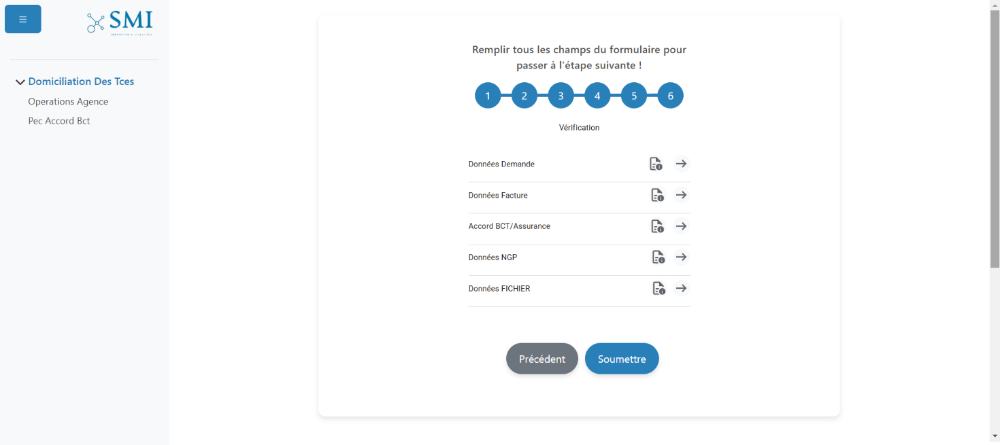 ☰
SMI
Domiciliation Des Tces
Operations Agence
Pec Accord Bct
Remplir tous les champs du formulaire pour
passer à l'étape suivante !
1 2 3 4 5 6
Vérification
Données Demande
Données Facture
Accord BCT/Assurance
Données NGP
Données FICHIER
Précédent Soumettre